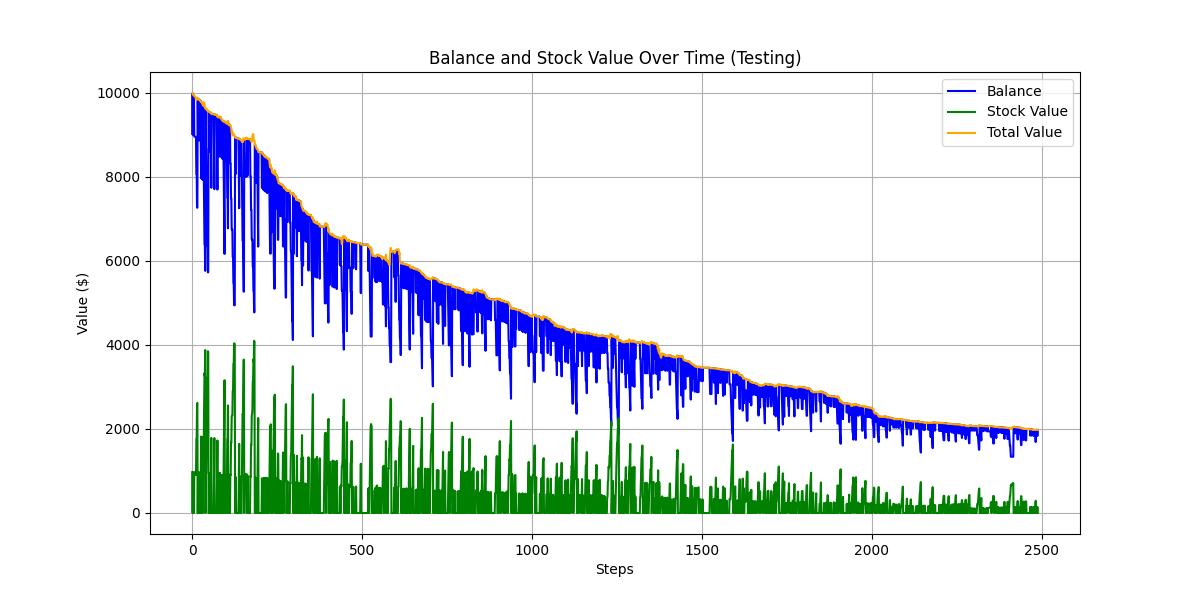 Balance and Stock Value Over Time (Testing)
Balance
Stock Value
Total Value
Value ($)
10000
8000
6000
4000
2000
0
0
500
1000
1500
2000
2500
Steps